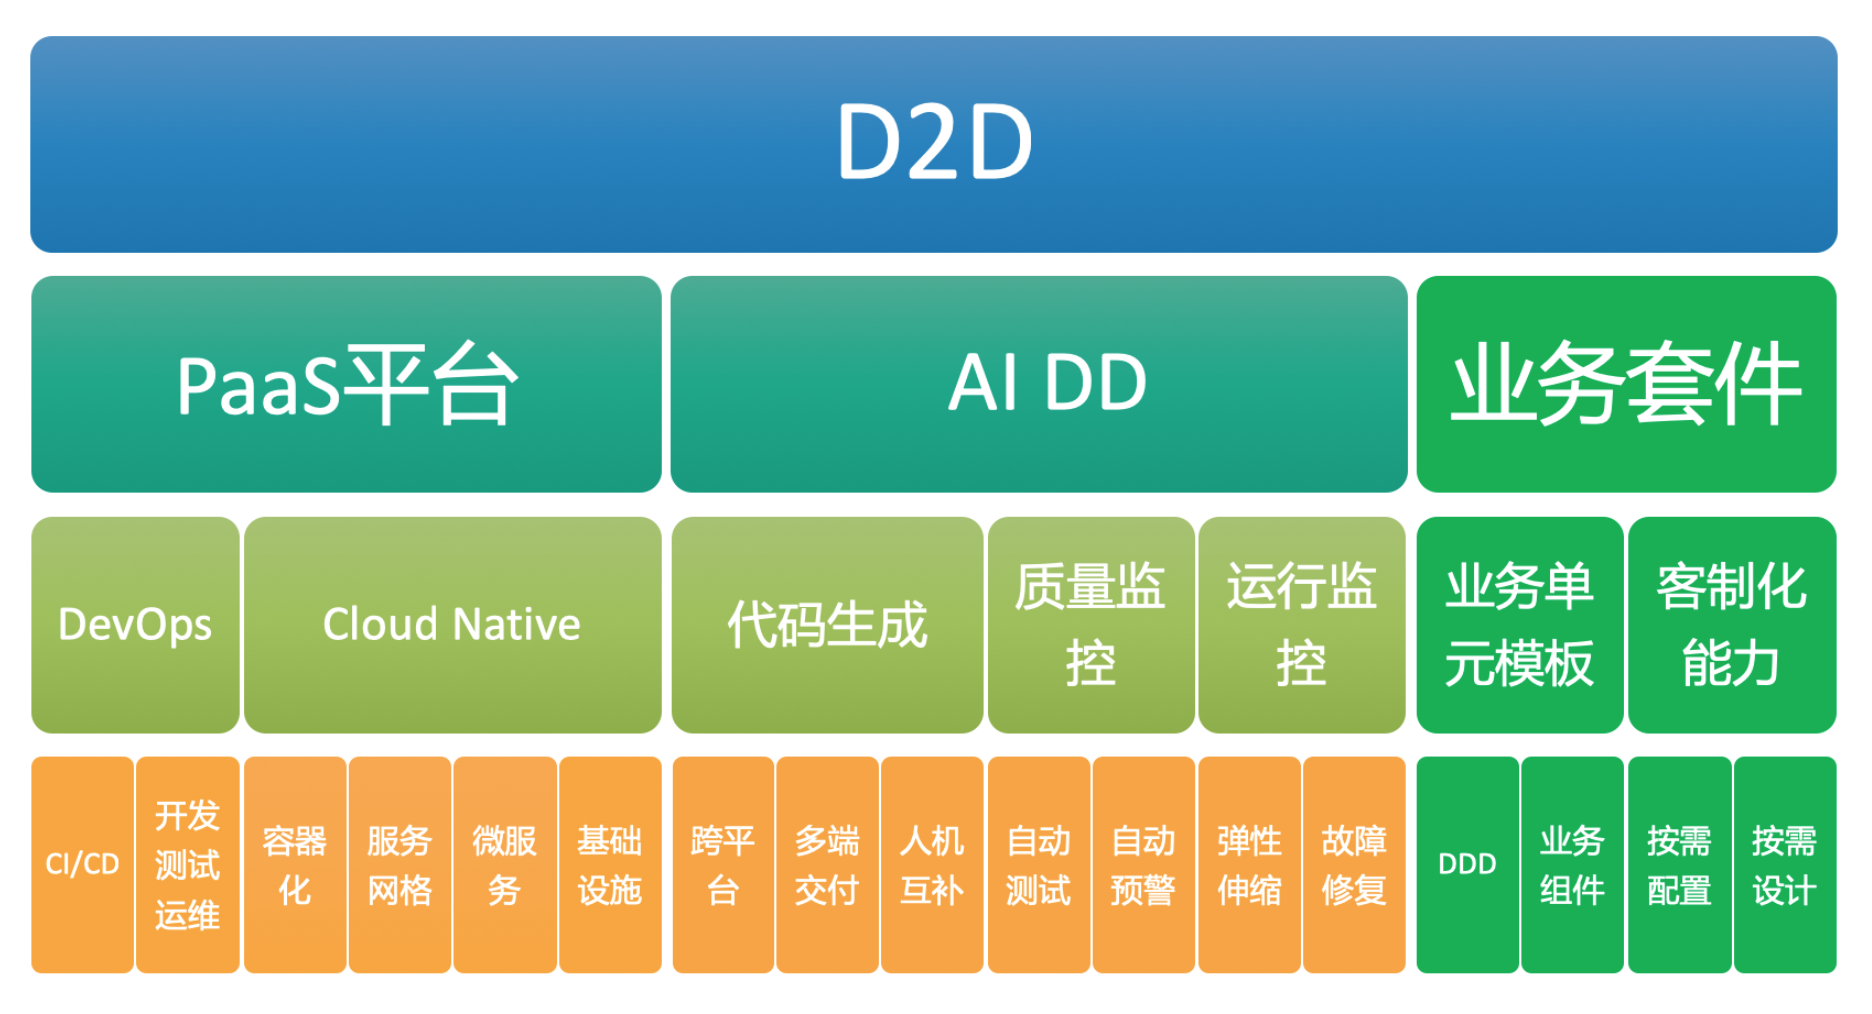 D2D
PaaS平台
AI DD
业务套件
DevOps
Cloud Native
代码生成
质量监
控
运行监
控
业务单
元模板
客制化
能力
CI/CD
开发
测试
运维
容器
化
服务
网格
微服
务
基础
设施
跨平
台
多端
交付
人机
互补
自动
测试
自动
预警
弹性
伸缩
故障
修复
DDD
业务
组件
按需
配置
按需
设计